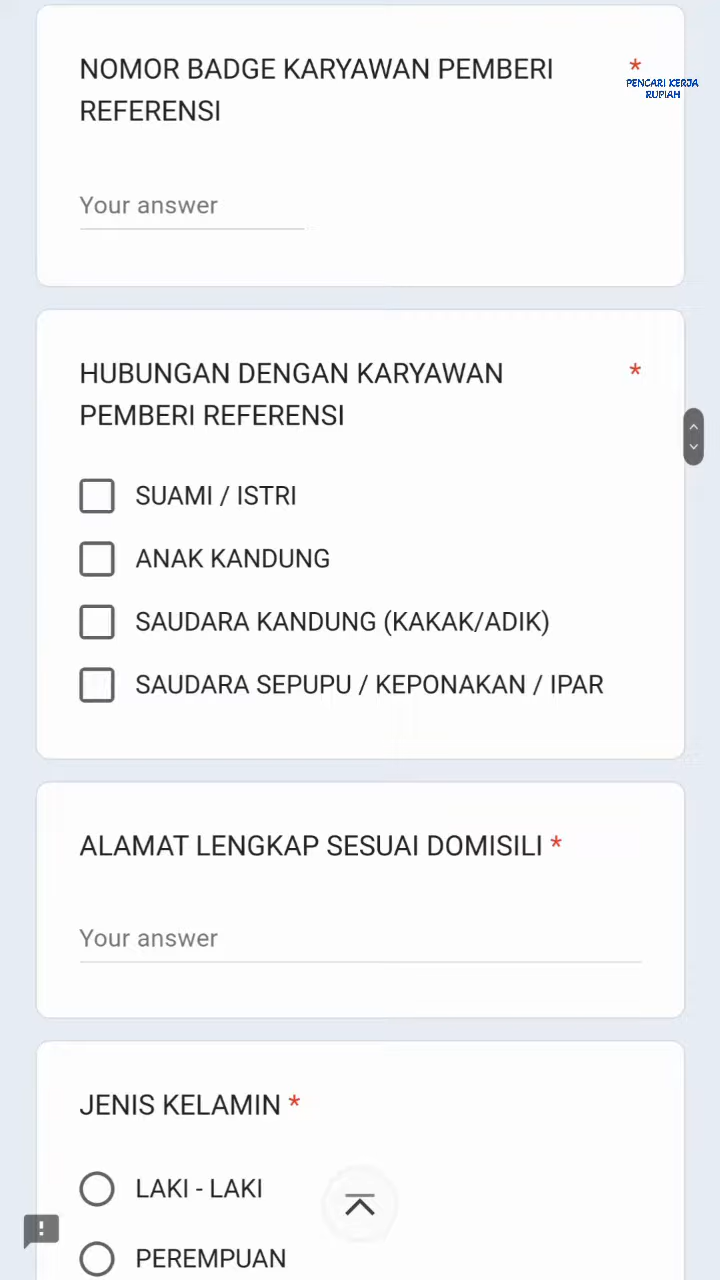 NOMOR BADGE KARYAWAN PEMBERI *
REFERENSI
PENCARI KERJA
RUPIAH
Your answer
HUBUNGAN DENGAN KARYAWAN *
PEMBERI REFERENSI
SUAMI / ISTRI
ANAK KANDUNG
SAUDARA KANDUNG (KAKAK/ADIK)
SAUDARA SEPUPU / KEPONAKAN / IPAR
ALAMAT LENGKAP SESUAI DOMISILI *
Your answer
JENIS KELAMIN *
LAKI - LAKI
PEREMPUAN